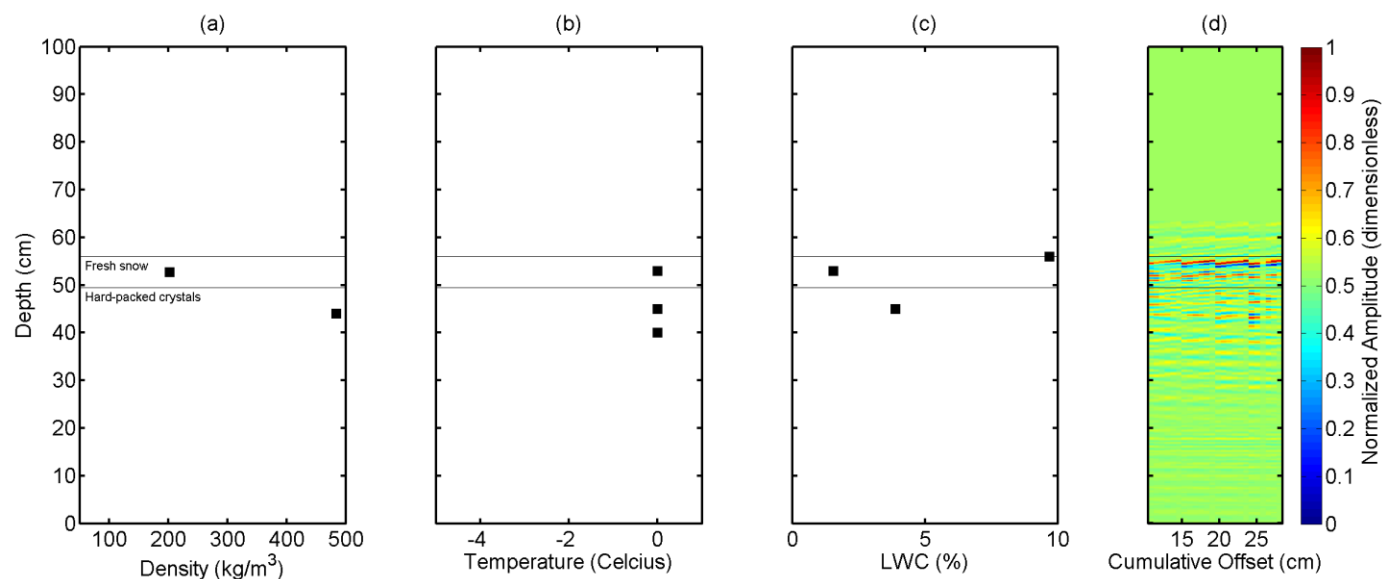 (a)
(b)
(c)
(d)
100
90
80
70
60
50
40
30
20
10
0
Depth (cm)
Fresh snow
Hard-packed crystals
100 200 300 400 500
Density (kg/m³)
-4 -2 0
Temperature (Celcius)
0 5 10
LWC (%)
15 20 25
Cumulative Offset (cm)
1
0.9
0.8
0.7
0.6
0.5
0.4
0.3
0.2
0.1
0
Normalized Amplitude (dimensionless)